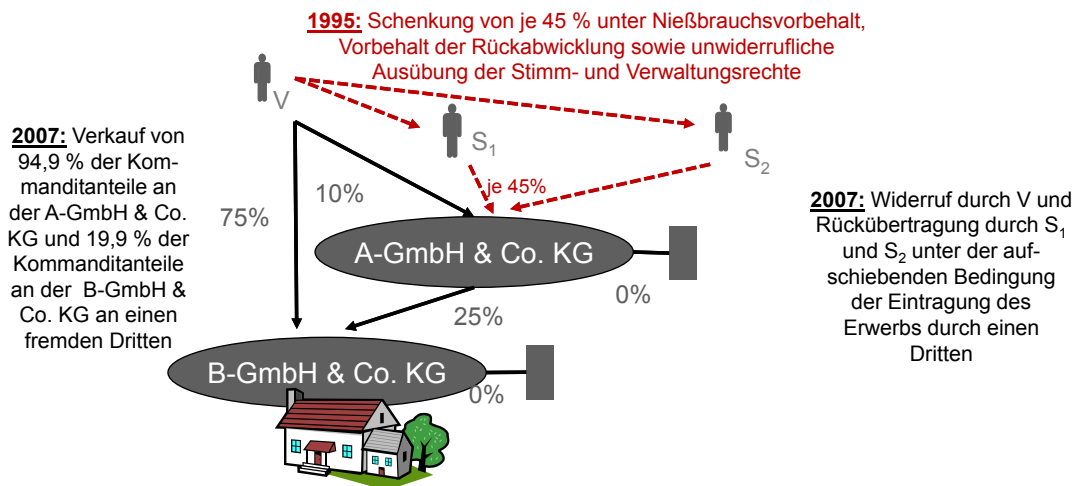 1995: Schenkung von je 45 % unter Nießbrauchsvorbehalt,
Vorbehalt der Rückabwicklung sowie unwiderrufliche
Ausübung der Stimm- und Verwaltungsrechte
V
S1
S2
2007: Verkauf von
94,9 % der Kom-
manditanteile an
der A-GmbH & Co.
KG und 19,9 % der
Kommanditanteile
an der B-GmbH &
Co. KG an einen
fremden Dritten
75%
10%
je 45%
2007: Widerruf durch V und
Rückübertragung durch S1
und S2 unter der auf-
schiebenden Bedingung
der Eintragung des
Erwerbs durch einen
Dritten
A-GmbH & Co. KG
0%
25%
B-GmbH & Co. KG
0%